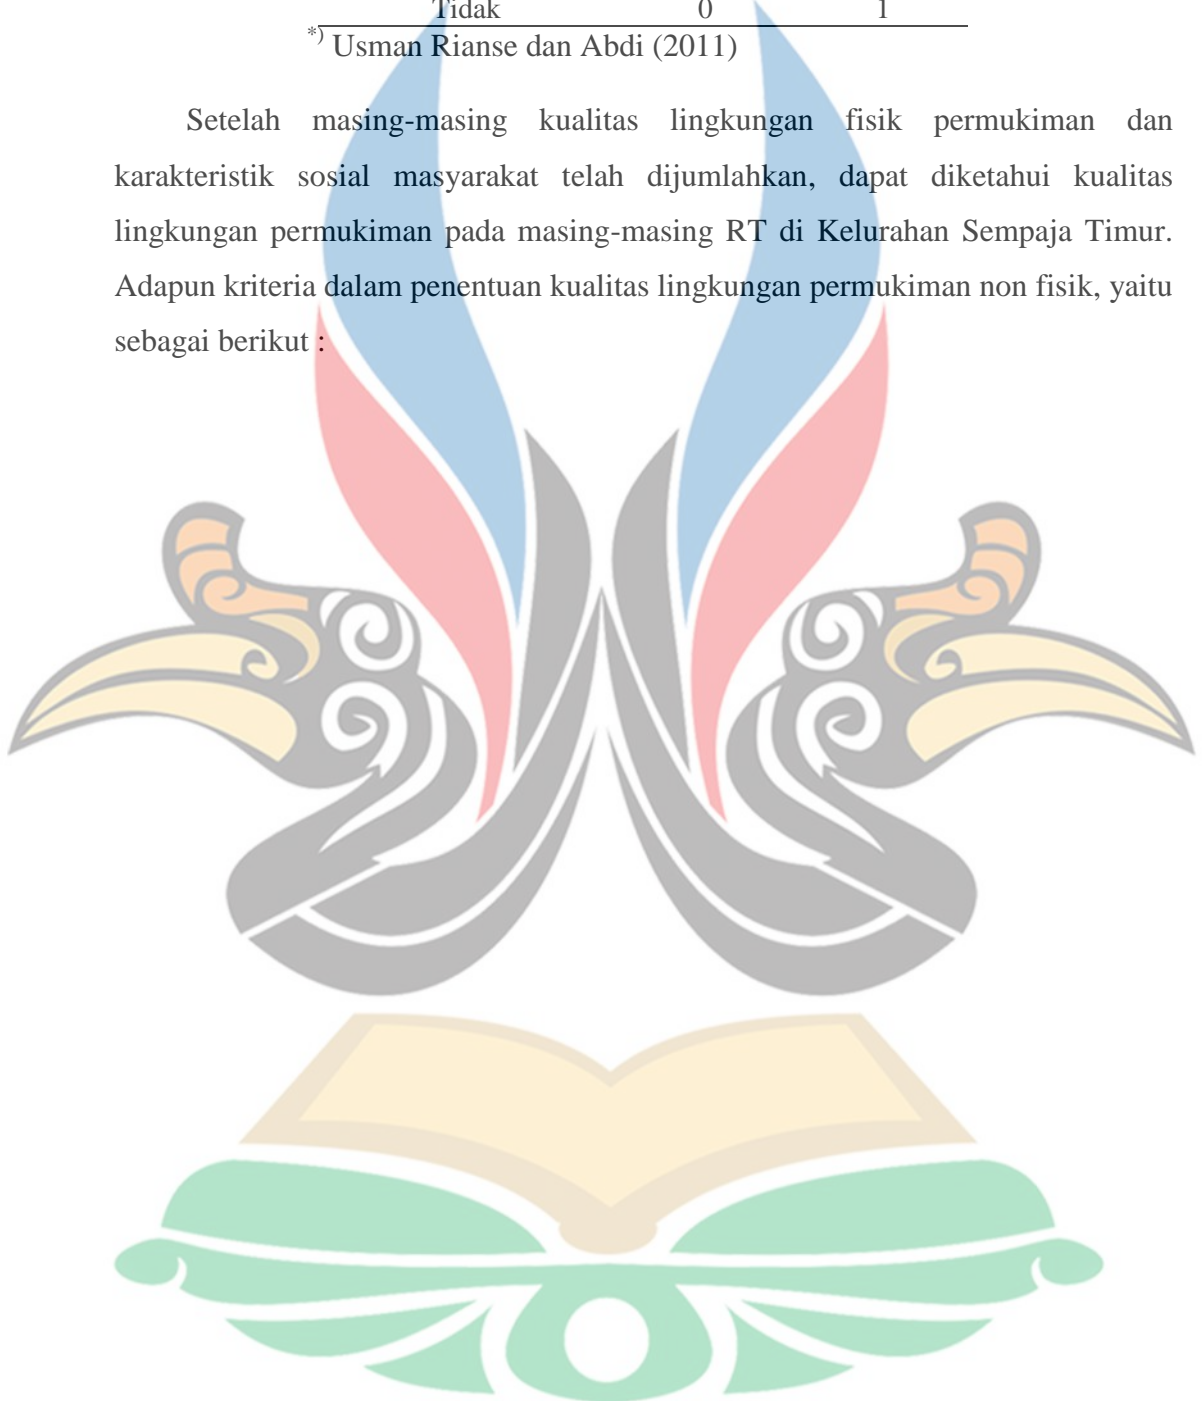 Tidak 0 1
*) Usman Rianse dan Abdi (2011)
Setelah masing-masing kualitas lingkungan fisik permukiman dan
karakteristik sosial masyarakat telah dijumlahkan, dapat diketahui kualitas
lingkungan permukiman pada masing-masing RT di Kelurahan Sempaja Timur.
Adapun kriteria dalam penentuan kualitas lingkungan permukiman non fisik, yaitu
sebagai berikut :